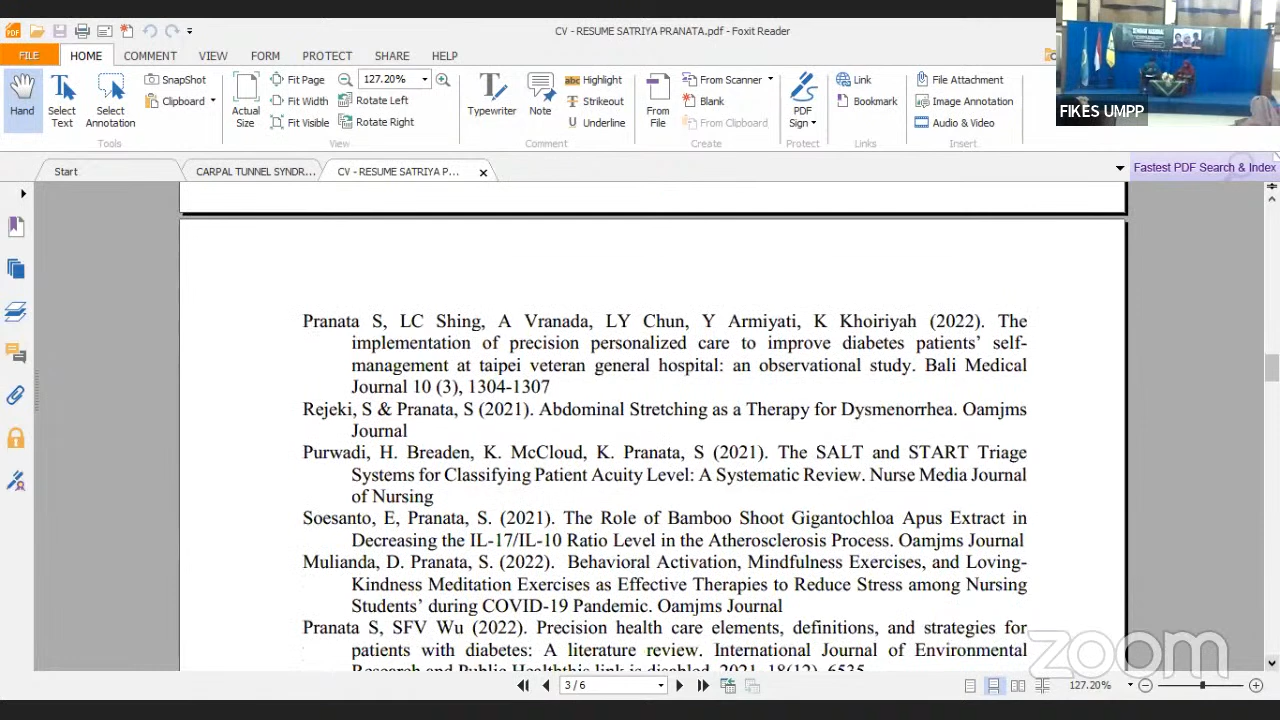 CV - RESUME SATRIYA PRANATA.pdf - Foxit Reader
FILE HOME COMMENT VIEW FORM PROTECT SHARE HELP
Hand
Select Text
Select Annotation
SnapShot
Clipboard
Tools
Actual Size
Fit Page
Fit Width
Fit Visible
127.20%
Rotate Left
Rotate Right
View
Typewriter
Note
Highlight
Strikeout
Underline
Comment
From File
From Scanner
Blank
From Clipboard
Create
PDF Sign
Protect
Link
Bookmark
Links
File Attachment
Image Annotation
Audio & Video
Insert
FIKES UMPP
Start
CARPAL TUNNEL SYNDR...
CV - RESUME SATRIYA P...
Fastest PDF Search & Index
Pranata S, LC Shing, A Vranada, LY Chun, Y Armiyati, K Khoiriyah (2022). The
implementation of precision personalized care to improve diabetes patients' self-
management at taipei veteran general hospital: an observational study. Bali Medical
Journal 10 (3), 1304-1307
Rejeki, S & Pranata, S (2021). Abdominal Stretching as a Therapy for Dysmenorrhea. Oamjms
Journal
Purwadi, H. Breaden, K. McCloud, K. Pranata, S (2021). The SALT and START Triage
Systems for Classifying Patient Acuity Level: A Systematic Review. Nurse Media Journal
of Nursing
Soesanto, E, Pranata, S. (2021). The Role of Bamboo Shoot Gigantochloa Apus Extract in
Decreasing the IL-17/IL-10 Ratio Level in the Atherosclerosis Process. Oamjms Journal
Mulianda, D. Pranata, S. (2022). Behavioral Activation, Mindfulness Exercises, and Loving-
Kindness Meditation Exercises as Effective Therapies to Reduce Stress among Nursing
Students' during COVID-19 Pandemic. Oamjms Journal
Pranata S, SFV Wu (2022). Precision health care elements, definitions, and strategies for
patients with diabetes: A literature review. International Journal of Environmental
Research and Public Healththis link is disabled, 2021, 18(12), 6535
zoom
3 / 6
127.20%